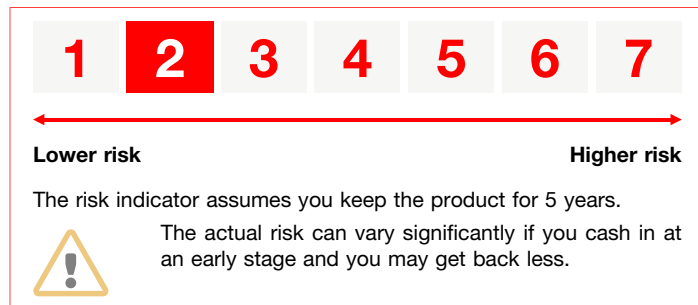 1 2 3 4 5 6 7
Lower risk Higher risk
The risk indicator assumes you keep the product for 5 years.
The actual risk can vary significantly if you cash in at
an early stage and you may get back less.